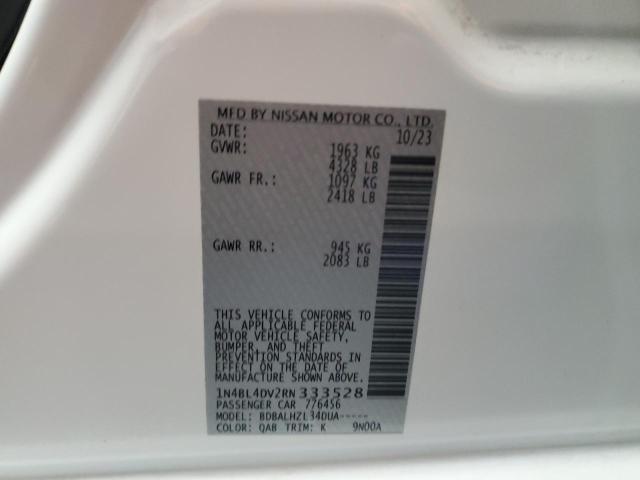 MFD BY NISSAN MOTOR CO., LTD.
DATE: 10/23
GVWR: 1963 KG
4328 LB
GAWR FR.: 1097 KG
2418 LB
GAWR RR.: 945 KG
2083 LB
THIS VEHICLE CONFORMS TO
ALL APPLICABLE FEDERAL
MOTOR VEHICLE SAFETY,
BUMPER, AND THEFT
PREVENTION STANDARDS IN
EFFECT ON THE DATE OF
MANUFACTURE SHOWN ABOVE.
1N4BL4DV2RN333528
PASSENGER CAR 776456
MODEL: BDBALHZL34DUA-----
COLOR: QAB TRIM: K 9N00A